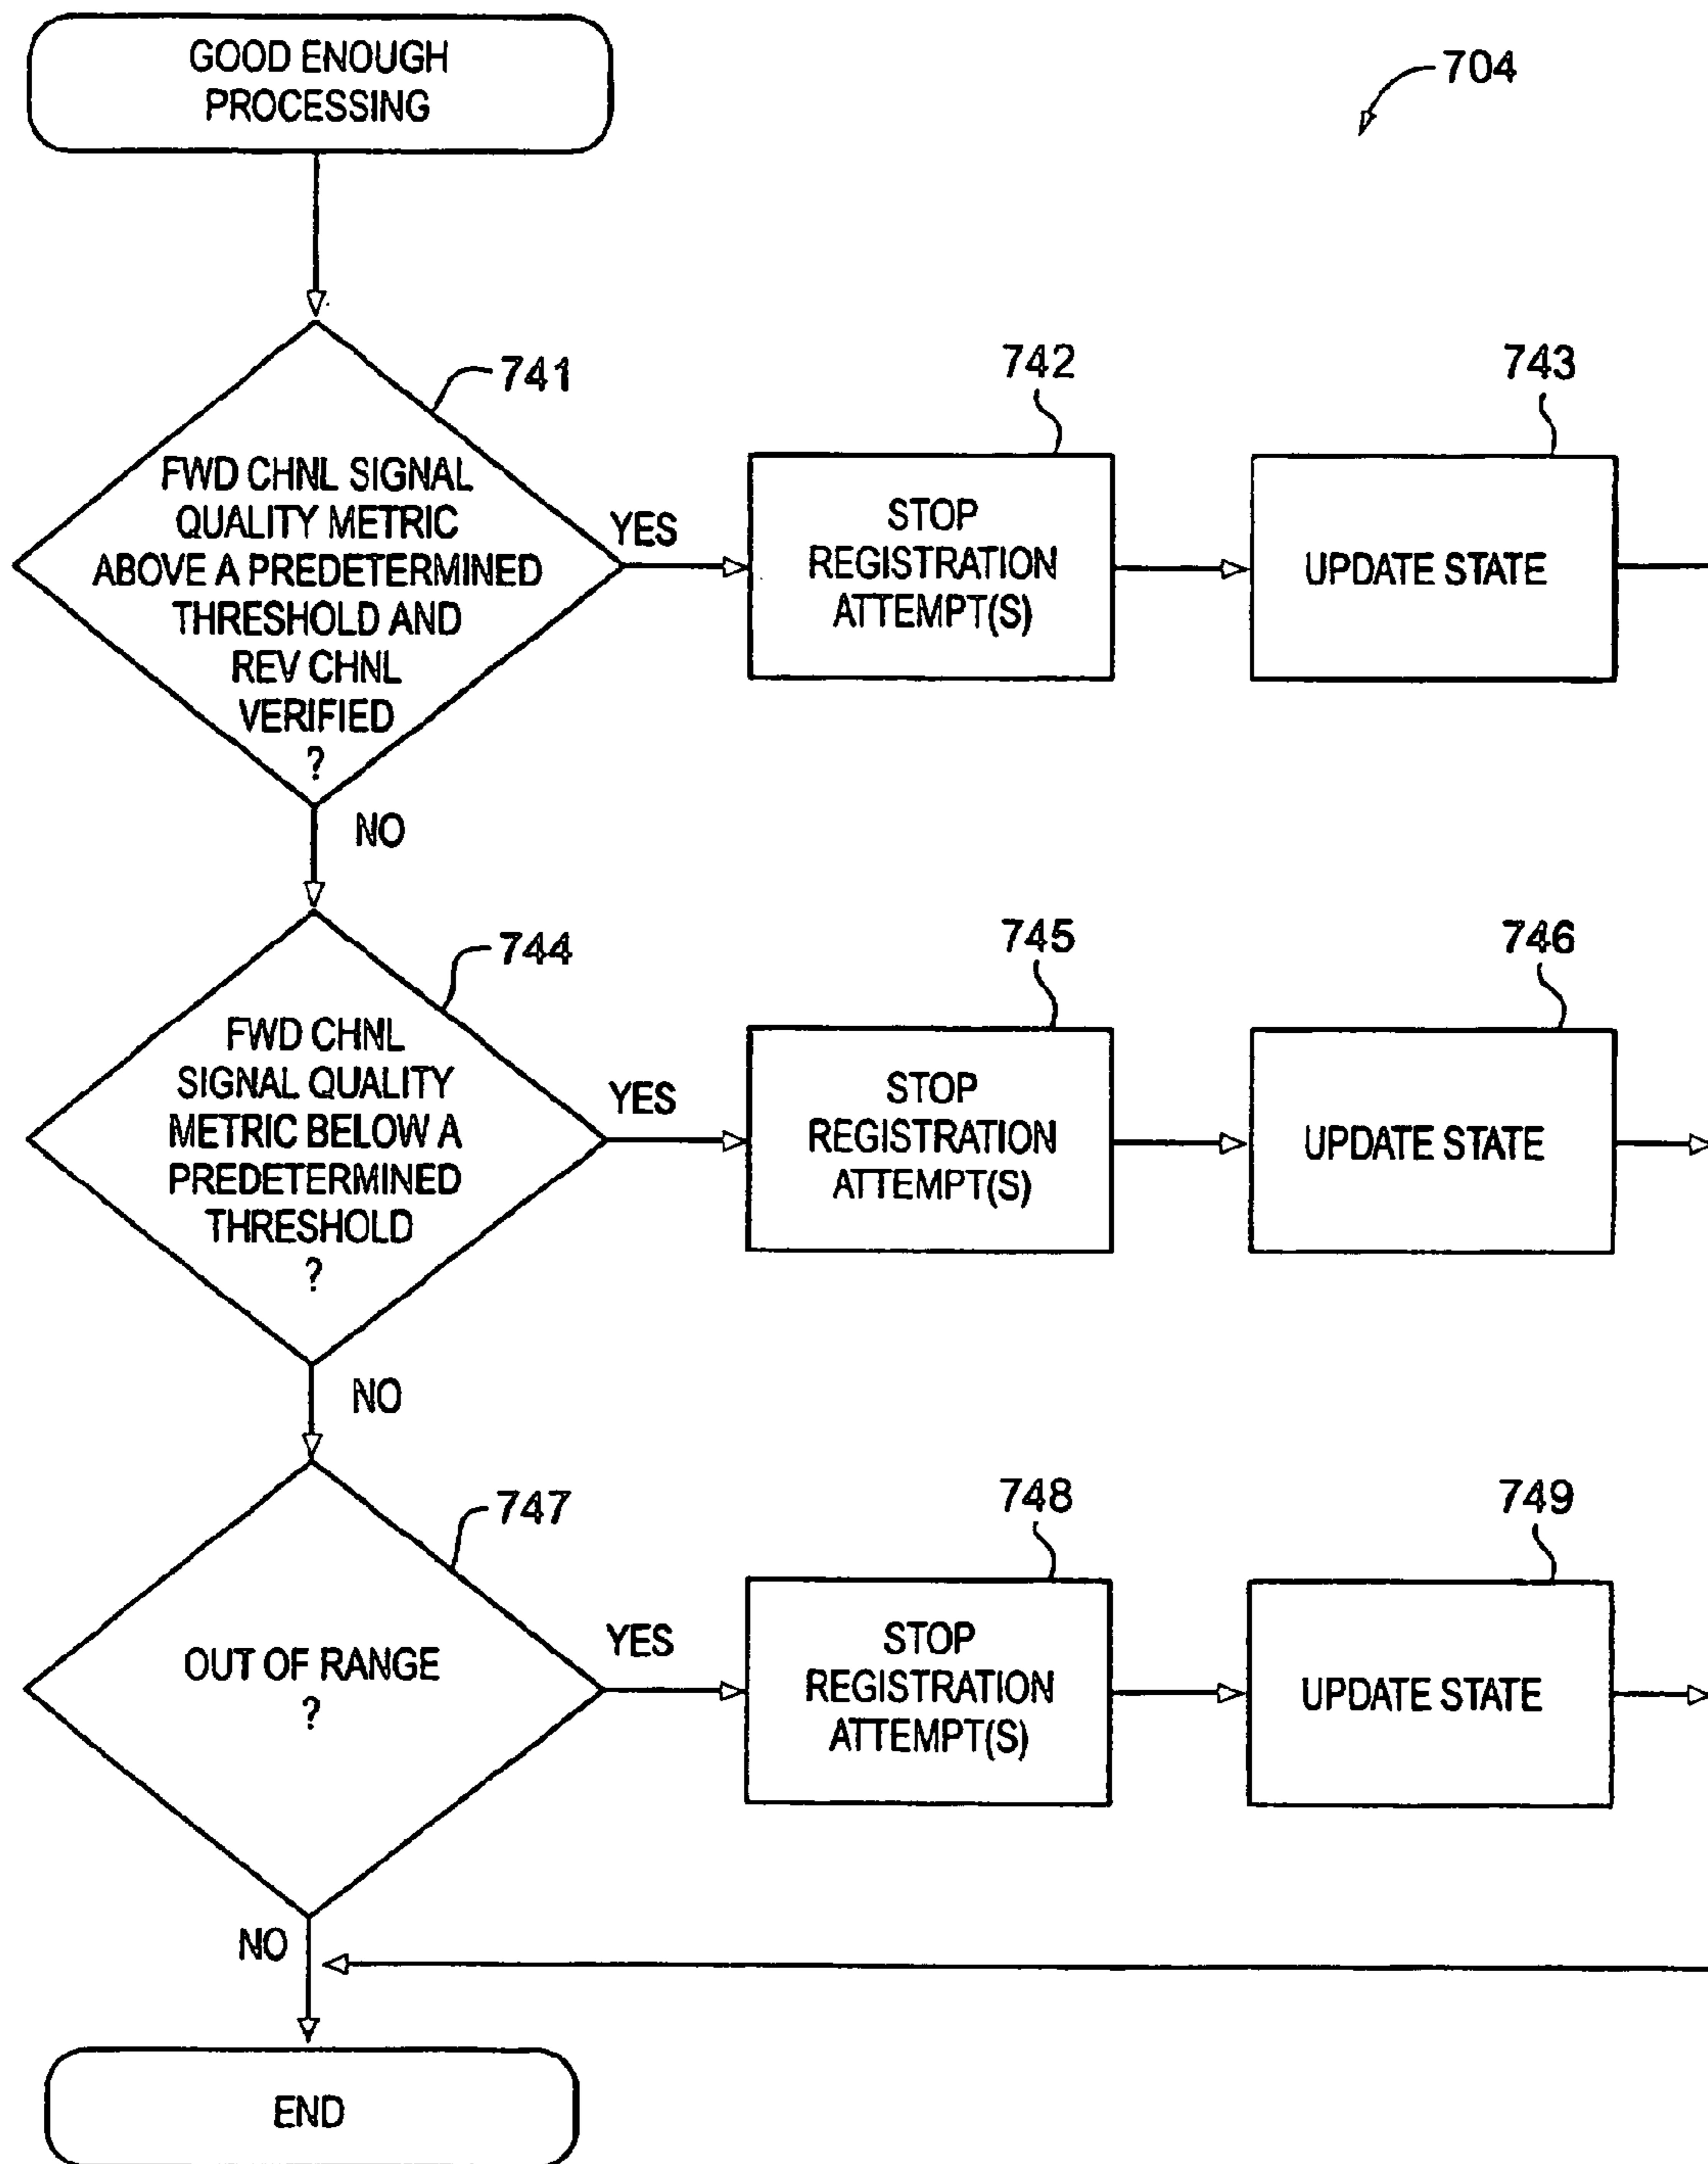 GOOD ENOUGH
PROCESSING
704
741
FWD CHNL SIGNAL
QUALITY METRIC
ABOVE A PREDETERMINED
THRESHOLD AND
REV CHNL
VERIFIED
?
YES
742
STOP
REGISTRATION
ATTEMPT(S)
743
UPDATE STATE
NO
744
FWD CHNL
SIGNAL QUALITY
METRIC BELOW A
PREDETERMINED
THRESHOLD
?
YES
745
STOP
REGISTRATION
ATTEMPT(S)
746
UPDATE STATE
NO
747
OUT OF RANGE
?
YES
748
STOP
REGISTRATION
ATTEMPT(S)
749
UPDATE STATE
NO
END